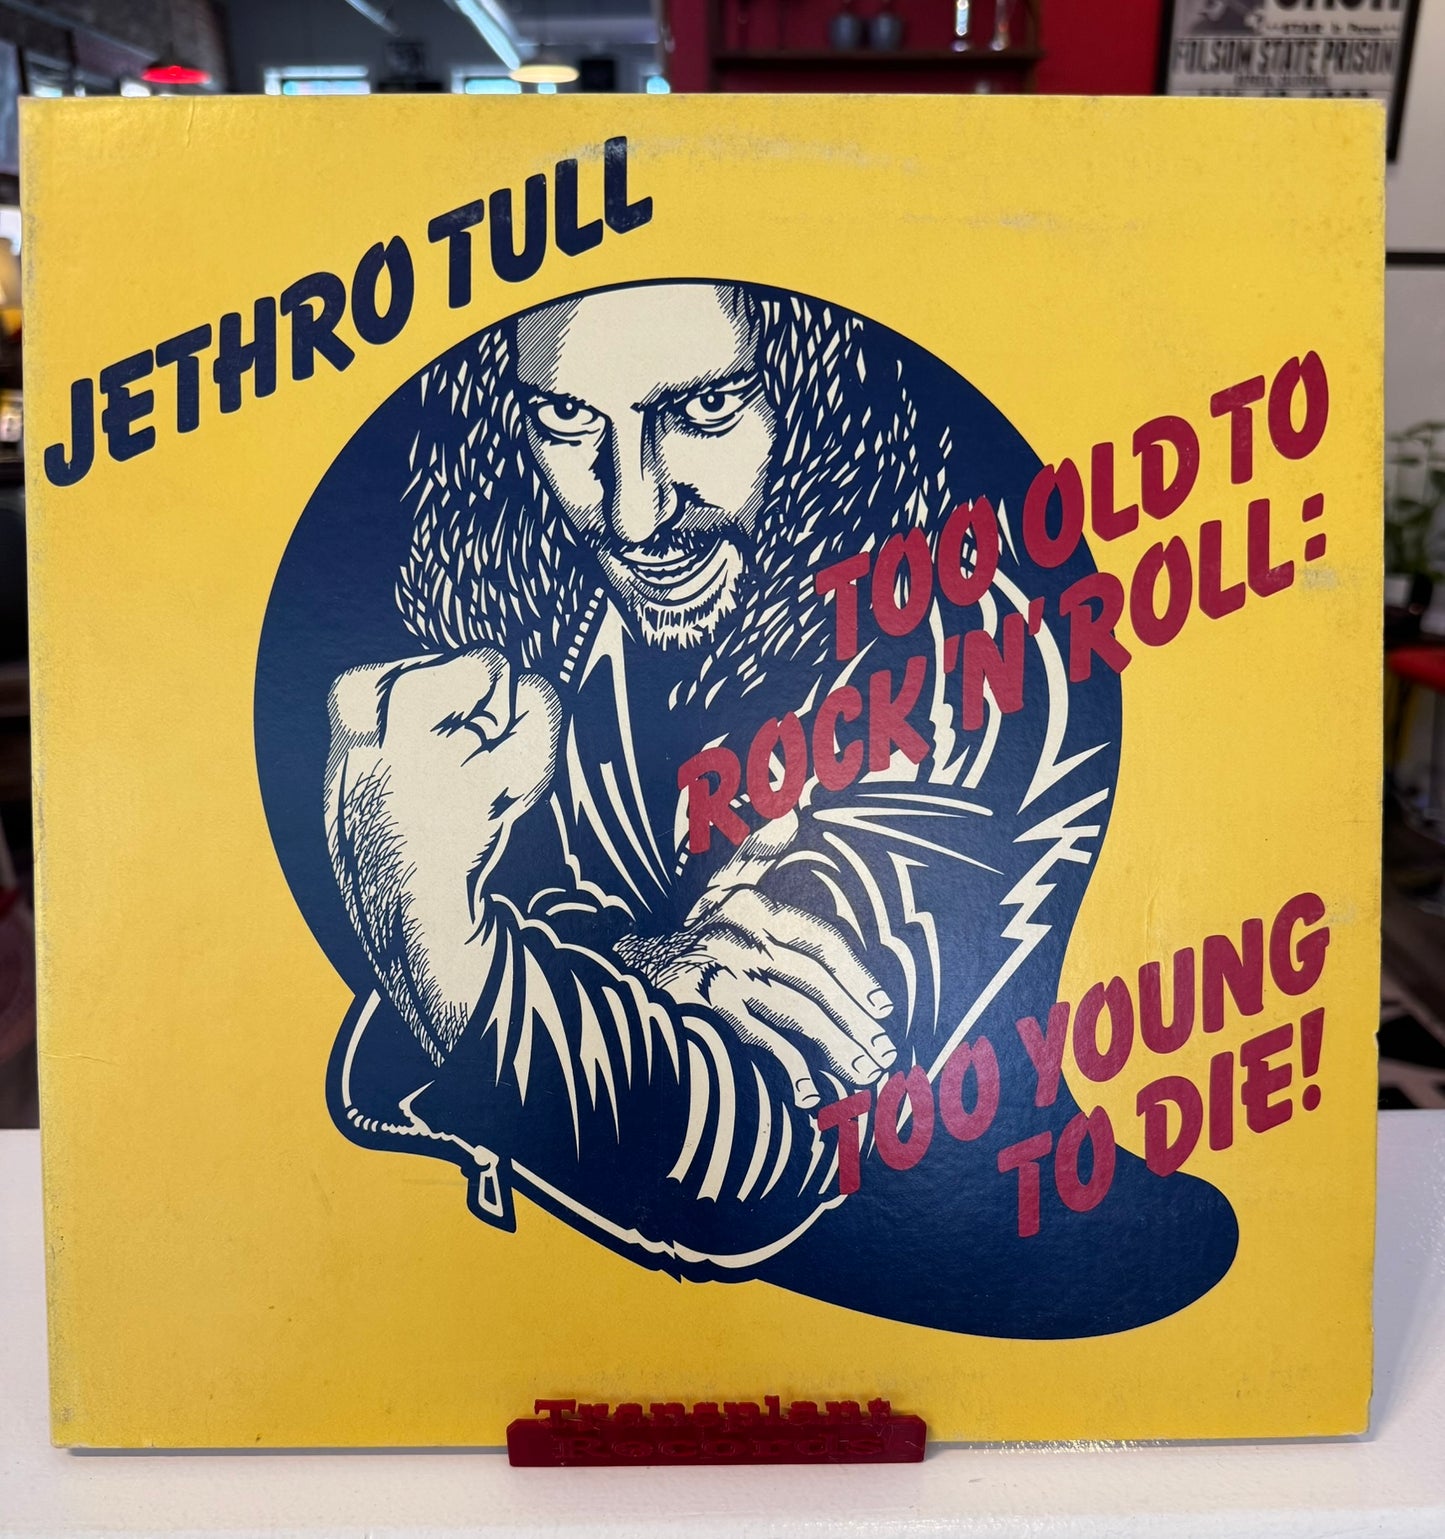 FOLSOM STATE PRISON
JETHRO TULL
TOO OLD TO
ROCK 'N' ROLL:
TOO YOUNG
TO DIE!
Transplant
Records